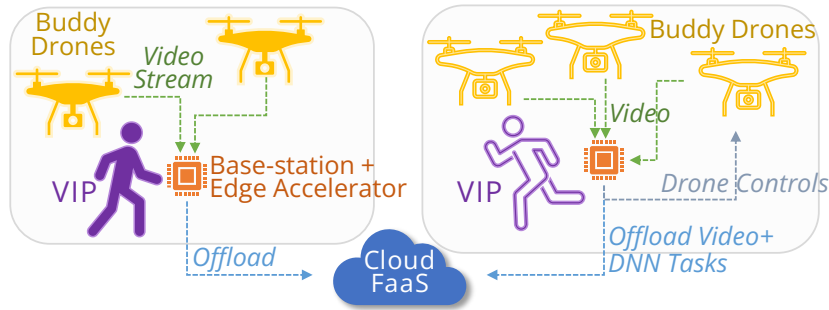 Buddy
Drones
Video
Stream
VIP
Base-station +
Edge Accelerator
Offload
Buddy Drones
Video
VIP
Drone Controls
Offload Video+
DNN Tasks
Cloud
FaaS